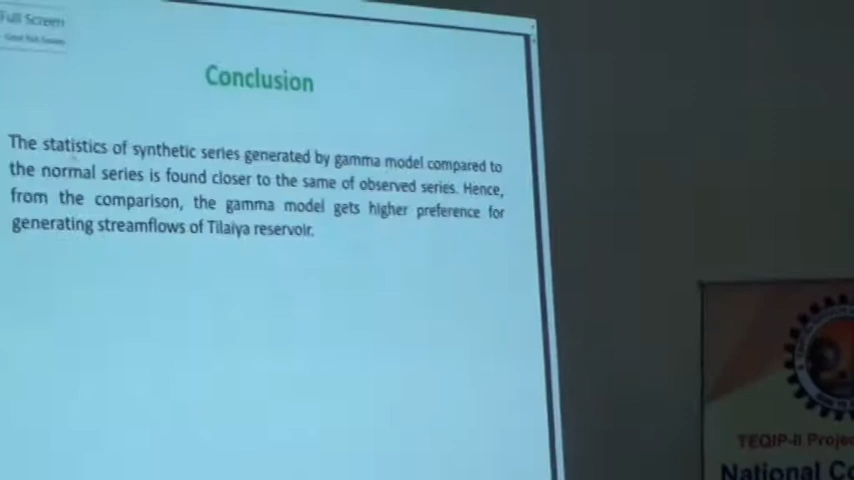 Full Screen
Conclusion
The statistics of synthetic series generated by gamma model compared to
the normal series is found closer to the same of observed series. Hence,
from the comparison, the gamma model gets higher preference for
generating streamflows of Tilaiya reservoir.
TEQIP-II Projec
National Co